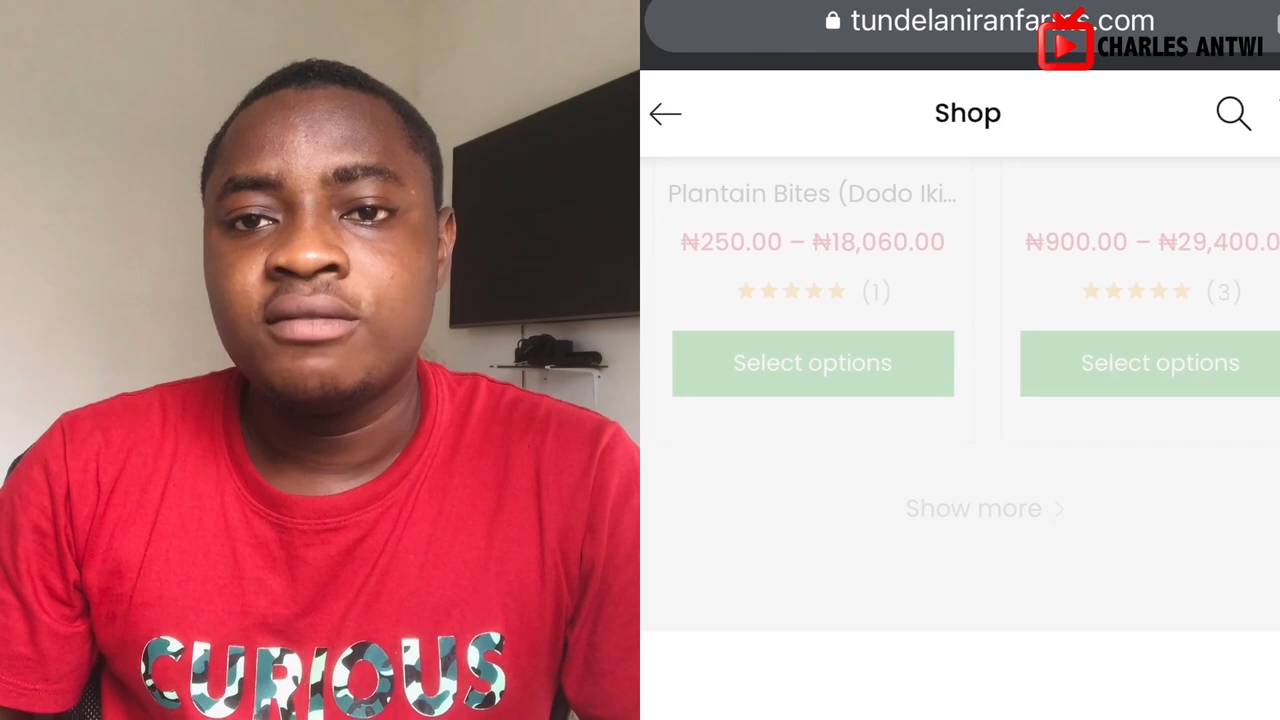 tundelaniranfarms.com
CHARLES ANTWI
Shop
Plantain Bites (Dodo Iki...
₦250.00 – ₦18,060.00
₦900.00 – ₦29,400.0
(1)
(3)
Select options
Select options
Show more
CURIOUS